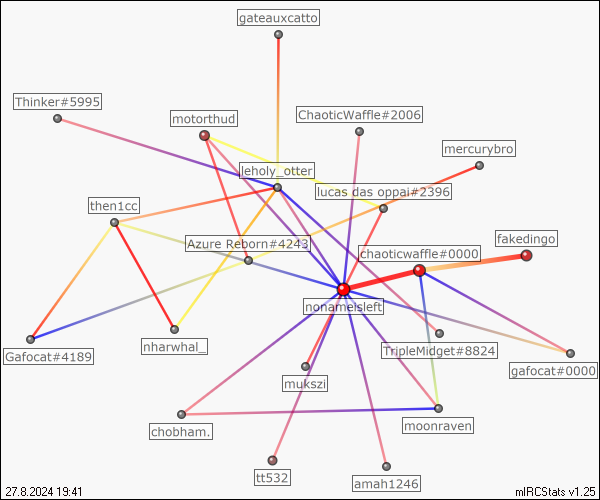 gateauxcatto
Thinker#5995
motorthud
ChaoticWaffle#2006
mercurybro
leholy_otter
lucas das oppai#2396
then1cc
Azure Reborn#4243
chaoticwaffle#0000
fakedingo
nonameisleft
Gafocat#4189
nharwhal_
TripleMidget#8824
gafocat#0000
mukszi
chobham.
moonraven
tt532
amah1246
27.8.2024 19:41
mIRCStats v1.25